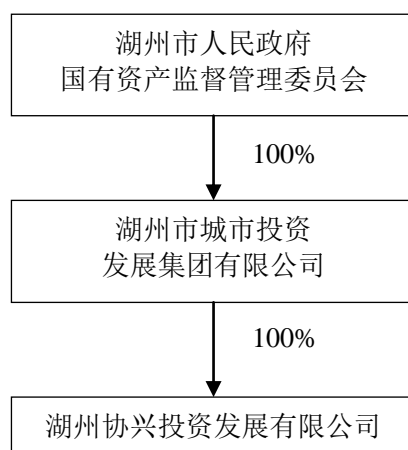 湖州市人民政府
国有资产监督管理委员会
100%
湖州市城市投资
发展集团有限公司
100%
湖州协兴投资发展有限公司